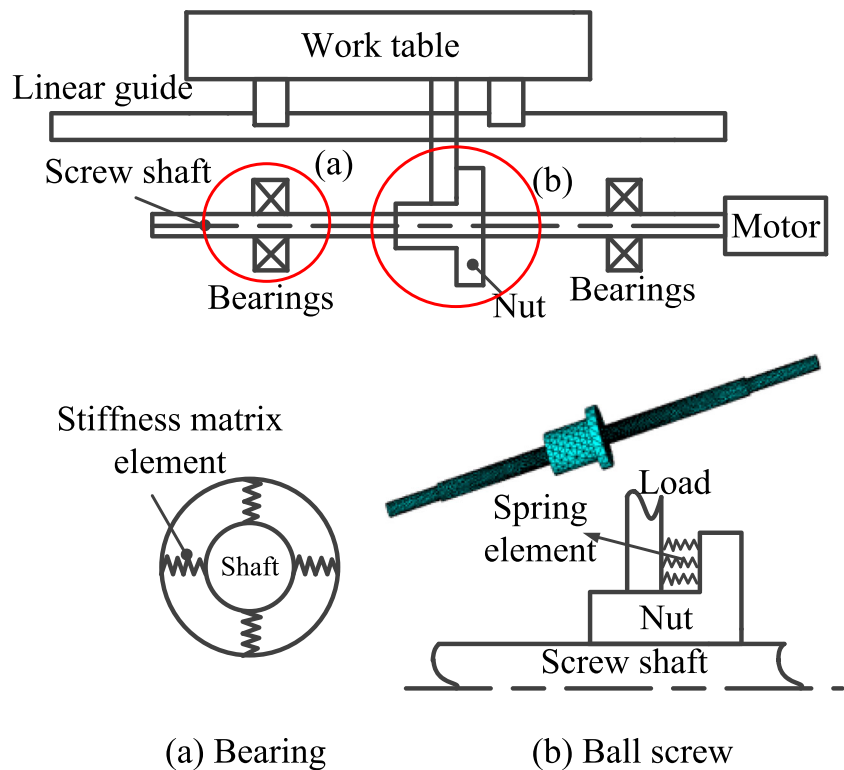 Work table
Linear guide
Screw shaft
(a)
(b)
Motor
Bearings
Nut
Bearings
Stiffness matrix
element
Shaft
Load
Spring
element
Nut
Screw shaft
(a) Bearing
(b) Ball screw